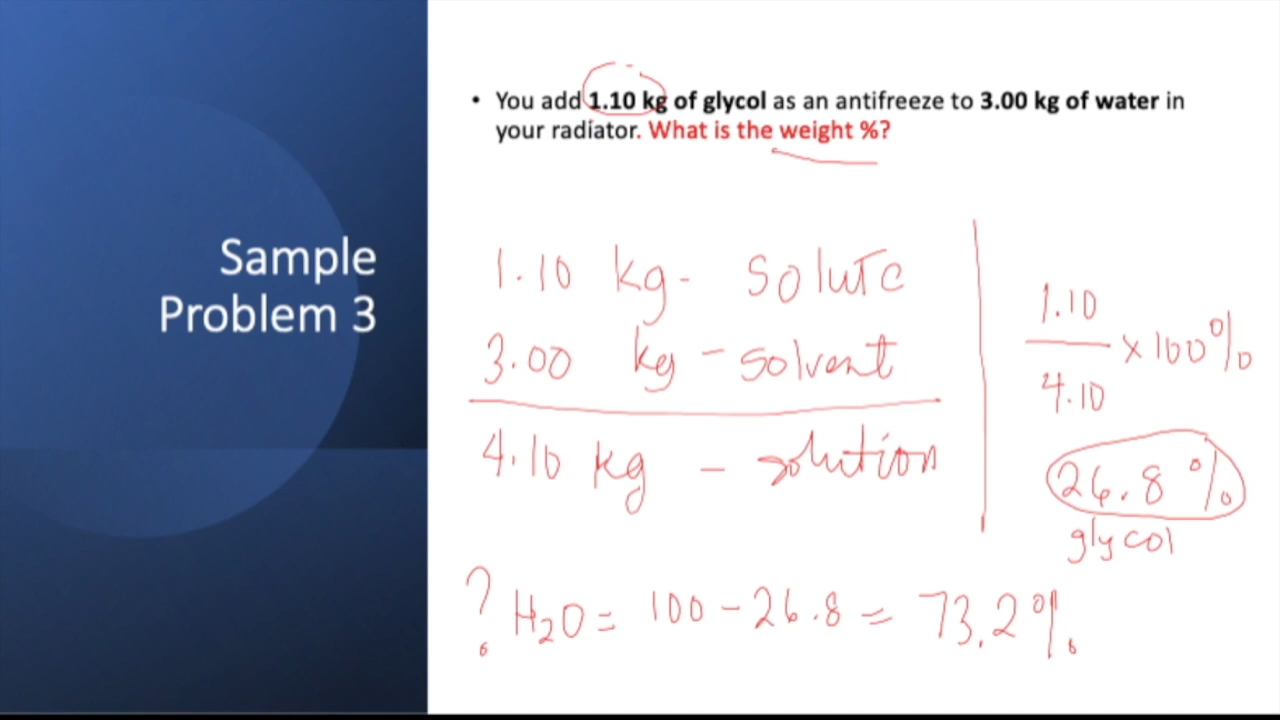 Sample
Problem 3
• You add 1.10 kg of glycol as an antifreeze to 3.00 kg of water in
your radiator. What is the weight %?
1.10 kg - solute
3.00 kg - solvent
4.10 kg - solution
1.10
4.10
x 100%
26.8%
glycol
? H2O = 100 - 26.8 = 73.2%